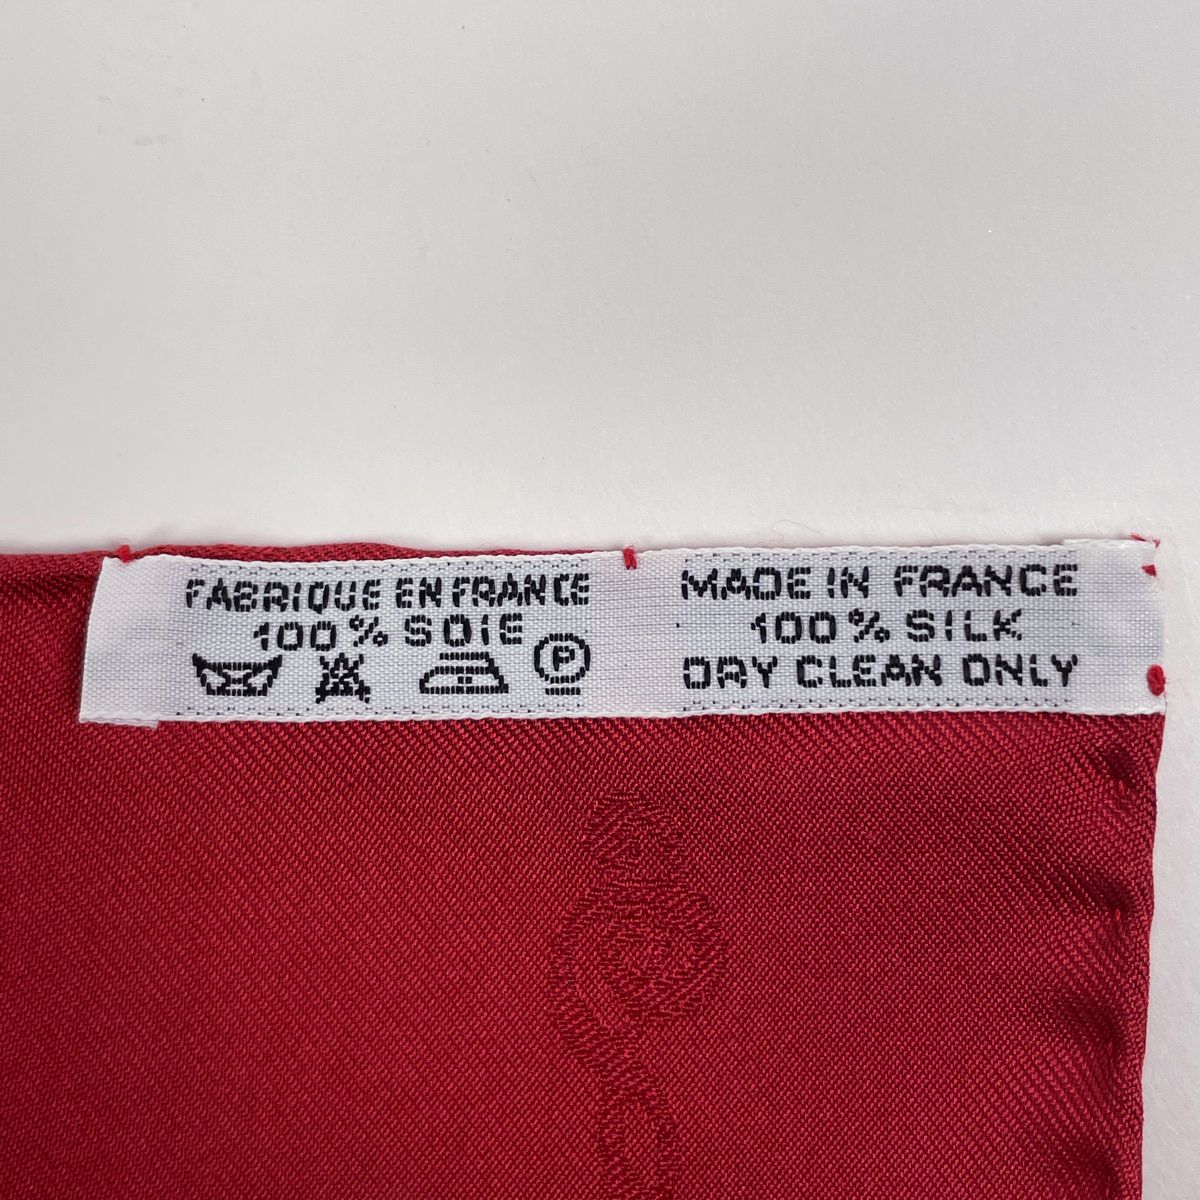 FABRIQUE EN FRANCE
100% SOIE
P
MADE IN FRANCE
100% SILK
DRY CLEAN ONLY